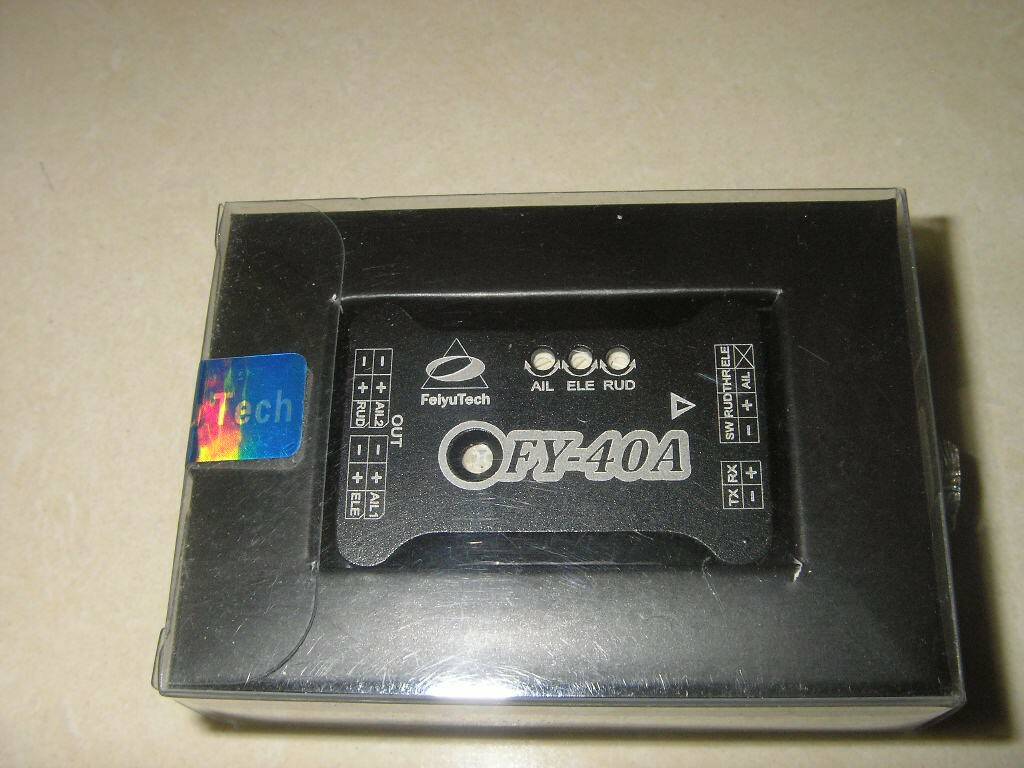 Tech
FeiyuTech
AIL ELE RUD
FY-40A
OUT
- + RUD
- + AIL2
- + ELE
- + AIL1
SW RUD THR ELE
- + AIL
TX RX
- +